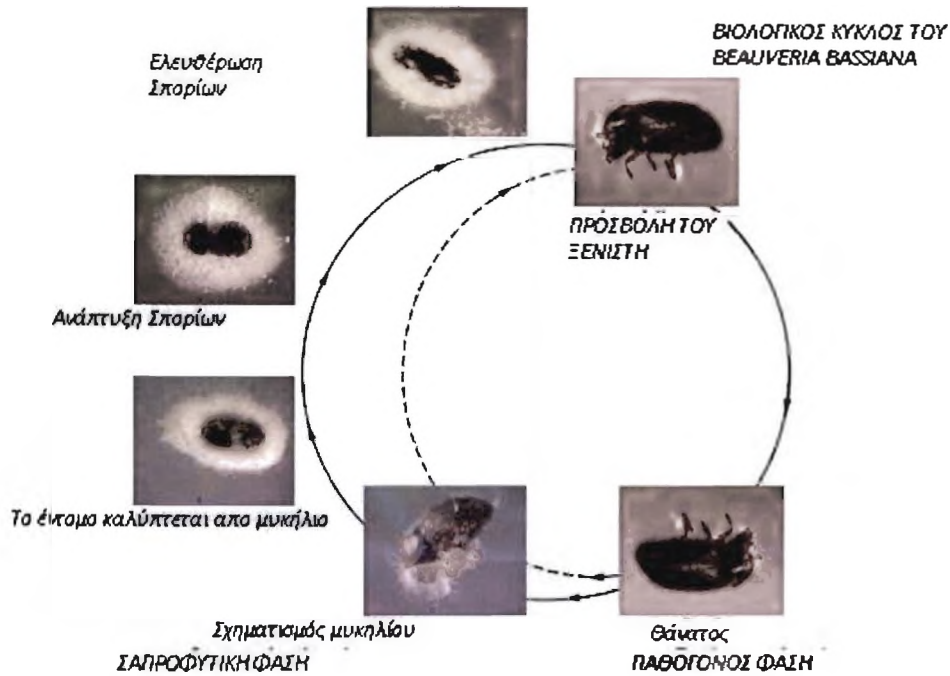 ΒΙΟΛΟΓΙΚΟΣ ΚΥΚΛΟΣ ΤΟΥ
BEAUVERIA BASSIANA
Ελευθέρωση
Σπορίων
ΠΡΟΣΒΟΛΗ ΤΟΥ
ΞΕΝΙΣΤΗ
Ανάπτυξη Σπορίων
Το έντομο καλύπτεται απο μυκήλιο
Σχηματισμός μυκηλίου
ΣΑΠΡΟΦΥΤΙΚΗ ΦΑΣΗ
Θάνατος
ΠΑΘΟΓΟΝΟΣ ΦΑΣΗ